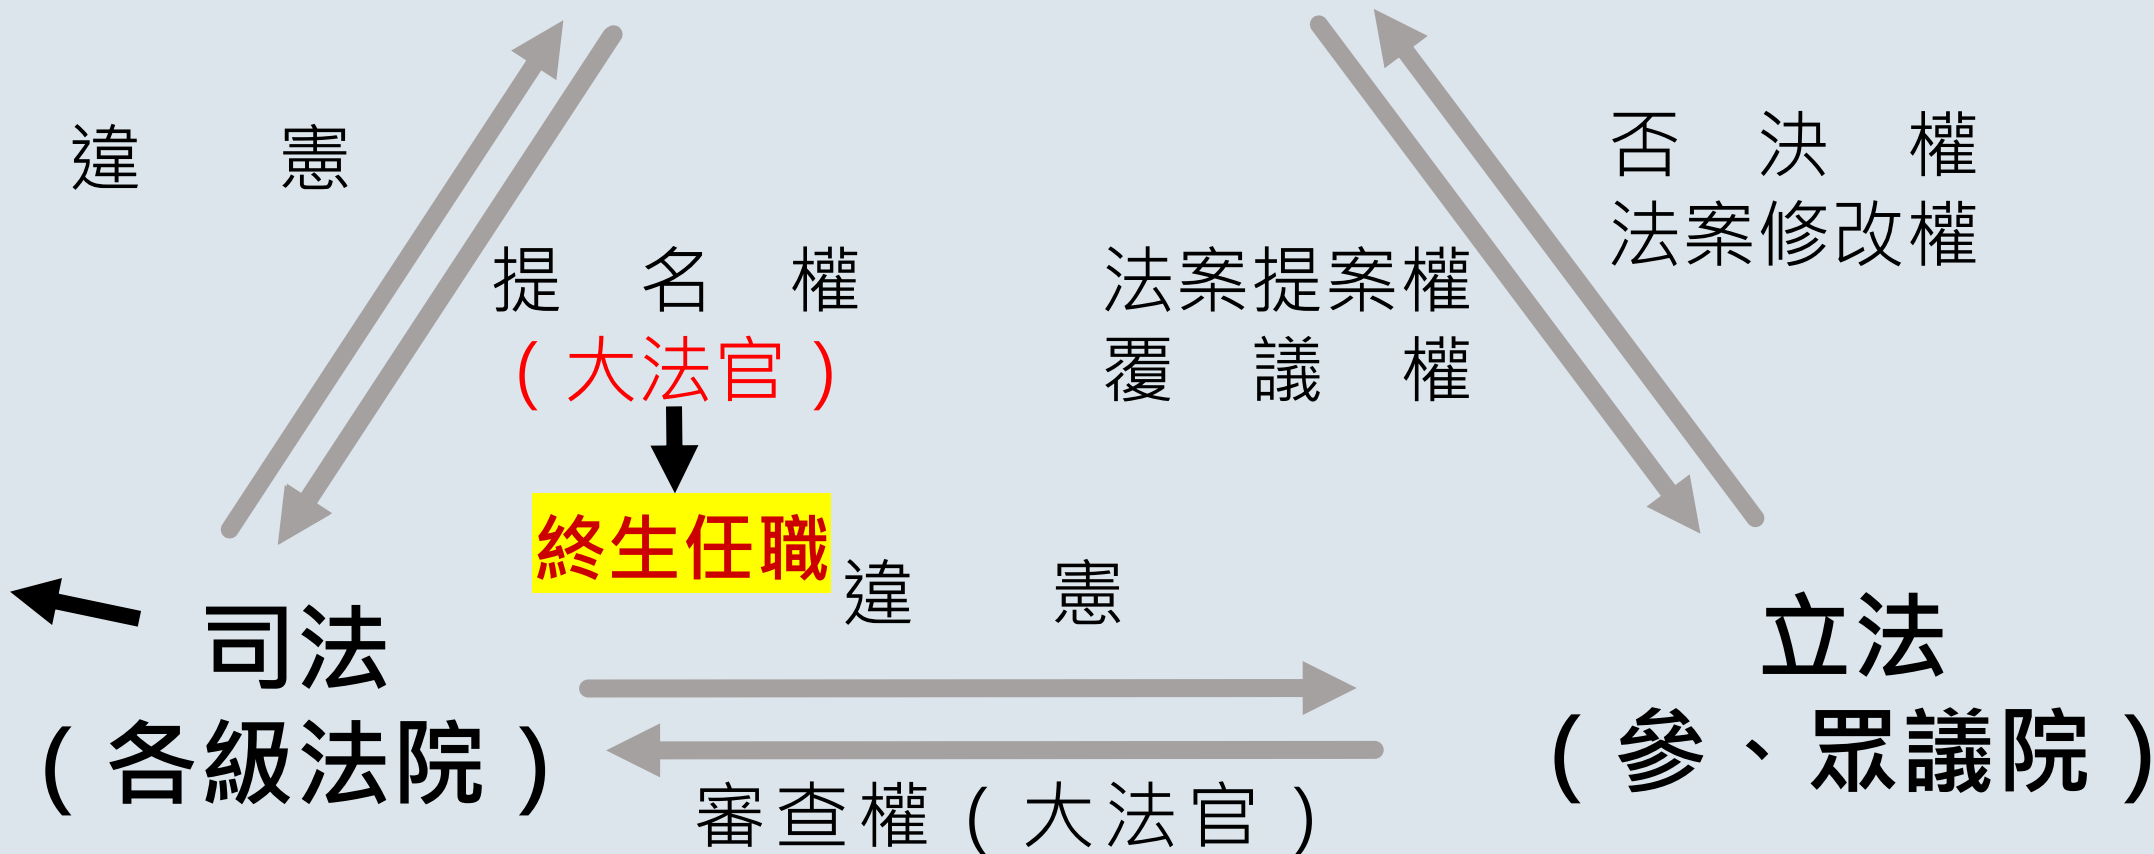 違憲
否決權
法案修改權
提名權
(大法官)
法案提案權
覆議權
終生任職
違憲
司法
(各級法院)
立法
(參、眾議院)
審查權(大法官)